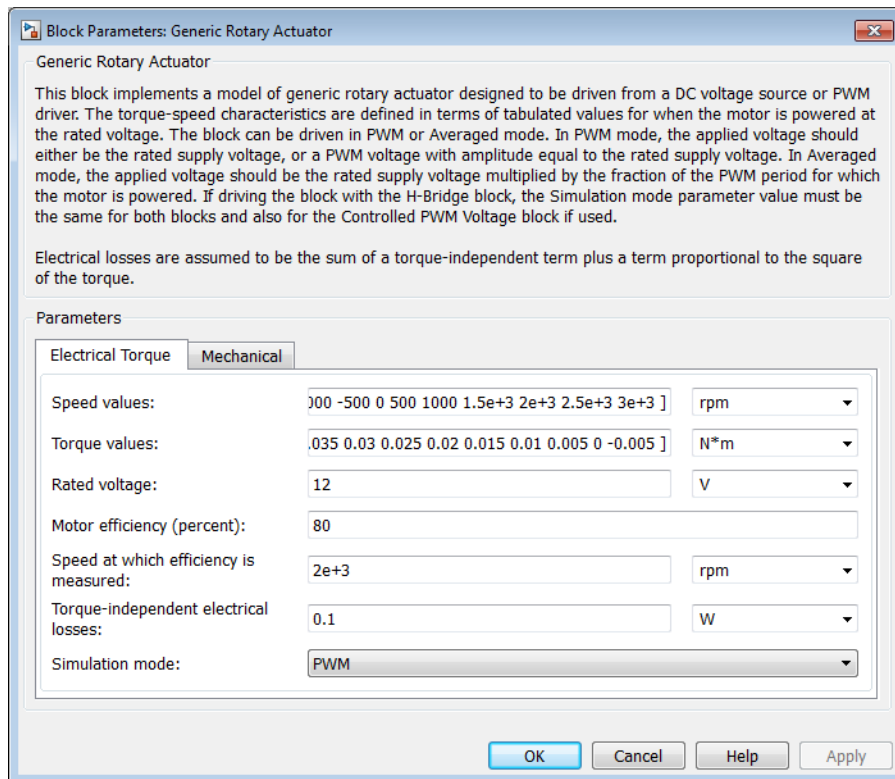 Block Parameters: Generic Rotary Actuator
Generic Rotary Actuator
This block implements a model of generic rotary actuator designed to be driven from a DC voltage source or PWM
driver. The torque-speed characteristics are defined in terms of tabulated values for when the motor is powered at
the rated voltage. The block can be driven in PWM or Averaged mode. In PWM mode, the applied voltage should
either be the rated supply voltage, or a PWM voltage with amplitude equal to the rated supply voltage. In Averaged
mode, the applied voltage should be the rated supply voltage multiplied by the fraction of the PWM period for which
the motor is powered. If driving the block with the H-Bridge block, the Simulation mode parameter value must be
the same for both blocks and also for the Controlled PWM Voltage block if used.
Electrical losses are assumed to be the sum of a torque-independent term plus a term proportional to the square
of the torque.
Parameters
Electrical Torque Mechanical
Speed values: 000 -500 0 500 1000 1.5e+3 2e+3 2.5e+3 3e+3 ] rpm
Torque values: .035 0.03 0.025 0.02 0.015 0.01 0.005 0 -0.005 ] N*m
Rated voltage: 12 V
Motor efficiency (percent): 80
Speed at which efficiency is
measured: 2e+3 rpm
Torque-independent electrical
losses: 0.1 W
Simulation mode: PWM
OK Cancel Help Apply